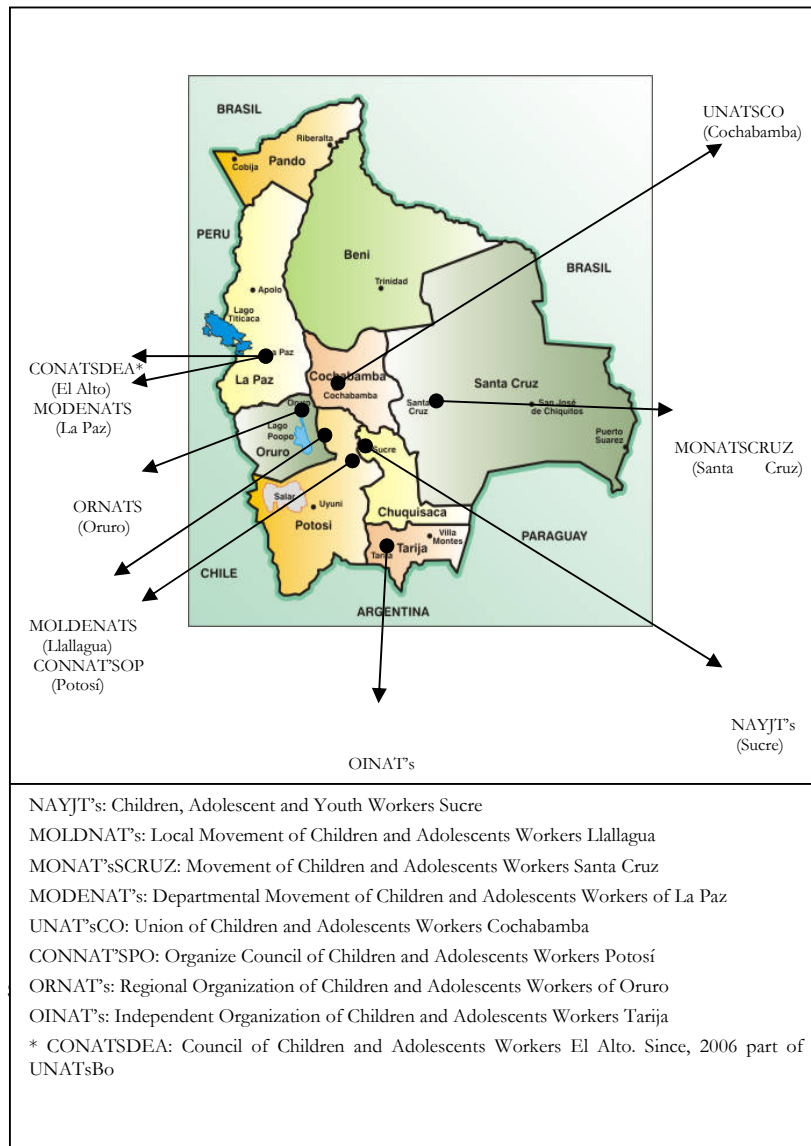 UNATSCO
(Cochabamba)
BRASIL
Riberalta
Cobija
Pando
PERU
Beni
BRASIL
Trinidad
Apolo
Lago
Titicaca
CONATSDEA*
(El Alto)
MODENATS
(La Paz)
La Paz
Cochabamba
Cochabamba
Santa Cruz
Santa
Cruz
San José
de Chiquitos
Puerto
Suarez
MONATSCRUZ
(Santa Cruz)
Oruro
Lago
Poopo
Oruro
Sucre
ORNATS
(Oruro)
Salar
Uyuni
Potosi
Chuquisaca
Villa
Montes
Tarija
Tarija
PARAGUAY
CHILE
ARGENTINA
MOLDENATS
(Llallagua)
CONNAT'SOP
(Potosí)
NAYJT's
(Sucre)
OINAT's
NAYJT's: Children, Adolescent and Youth Workers Sucre
MOLDNAT's: Local Movement of Children and Adolescents Workers Llallagua
MONAT'sSCRUZ: Movement of Children and Adolescents Workers Santa Cruz
MODENAT's: Departmental Movement of Children and Adolescents Workers of La Paz
UNAT'sCO: Union of Children and Adolescents Workers Cochabamba
CONNAT'SPO: Organize Council of Children and Adolescents Workers Potosí
ORNAT's: Regional Organization of Children and Adolescents Workers of Oruro
OINAT's: Independent Organization of Children and Adolescents Workers Tarija
* CONATSDEA: Council of Children and Adolescents Workers El Alto. Since, 2006 part of
UNATsBo